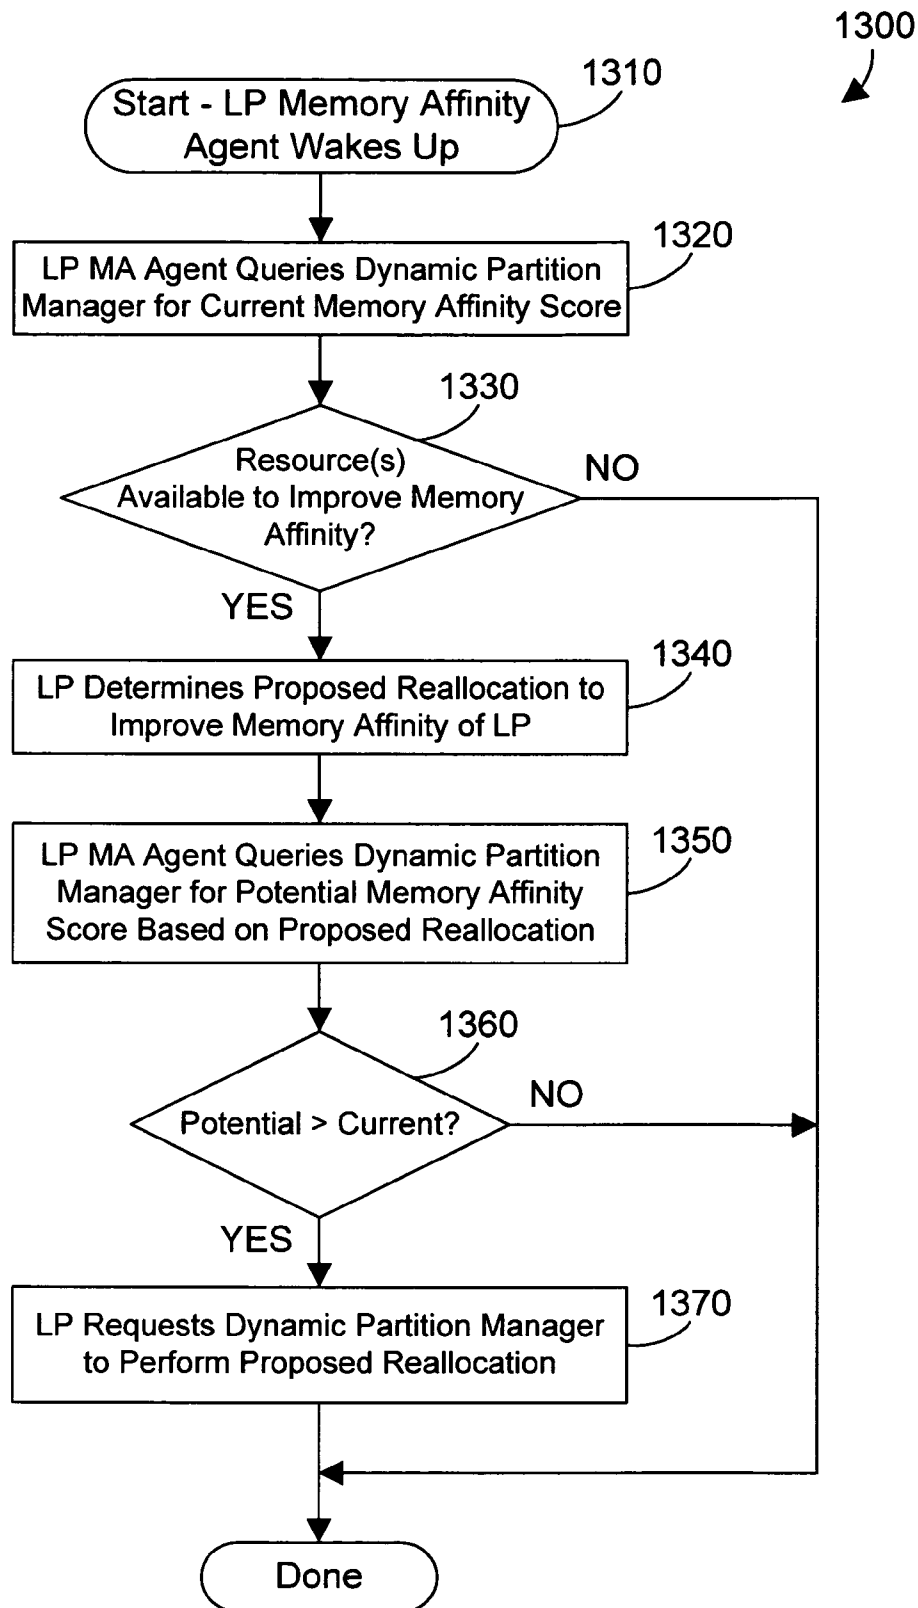 1300
1310
Start - LP Memory Affinity
Agent Wakes Up
1320
LP MA Agent Queries Dynamic Partition
Manager for Current Memory Affinity Score
1330
Resource(s)
Available to Improve Memory
Affinity?
NO
YES
1340
LP Determines Proposed Reallocation to
Improve Memory Affinity of LP
1350
LP MA Agent Queries Dynamic Partition
Manager for Potential Memory Affinity
Score Based on Proposed Reallocation
1360
Potential > Current?
NO
YES
1370
LP Requests Dynamic Partition Manager
to Perform Proposed Reallocation
Done